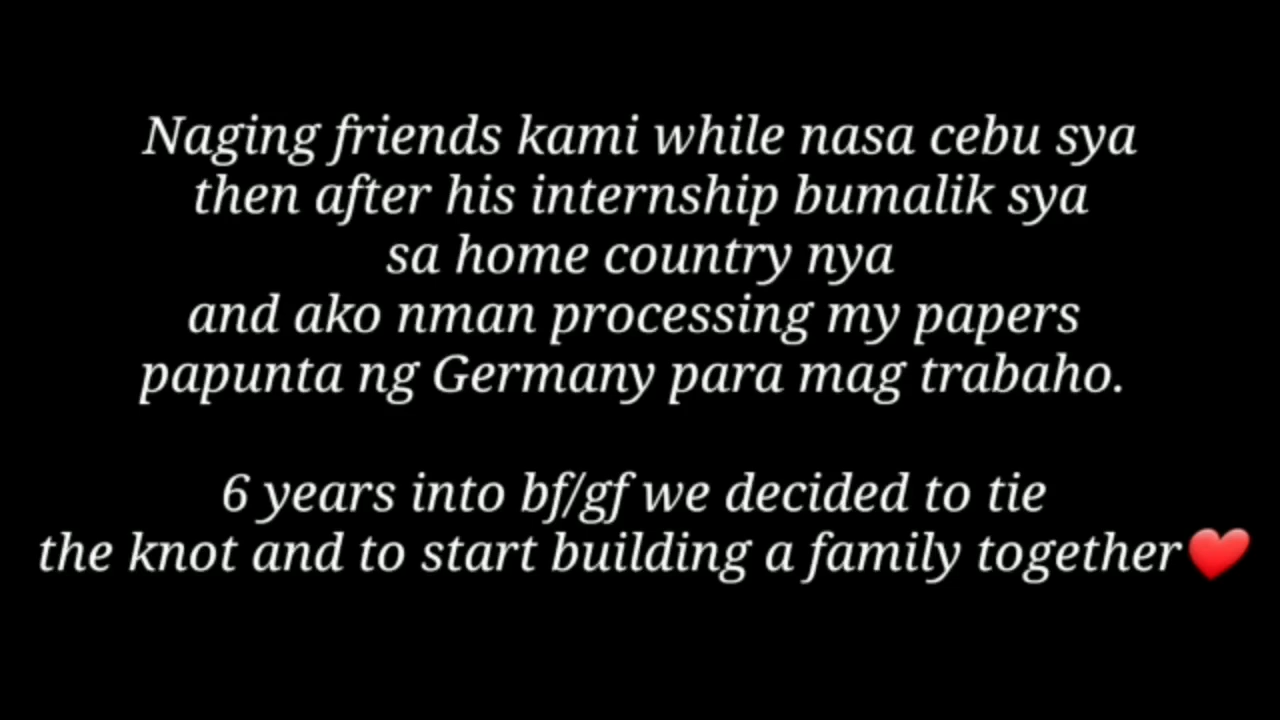 Naging friends kami while nasa cebu sya
then after his internship bumalik sya
sa home country nya
and ako nman processing my papers
papunta ng Germany para mag trabaho.
6 years into bf/gf we decided to tie
the knot and to start building a family together❤️